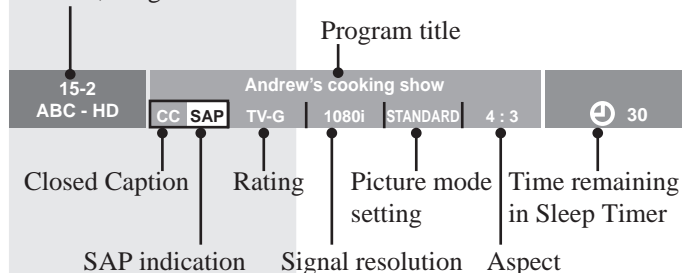 Program title
15-2
ABC - HD
Andrew's cooking show
CC SAP TV-G 1080i STANDARD 4 : 3
30
Closed Caption Rating Picture mode setting Time remaining in Sleep Timer
SAP indication Signal resolution Aspect